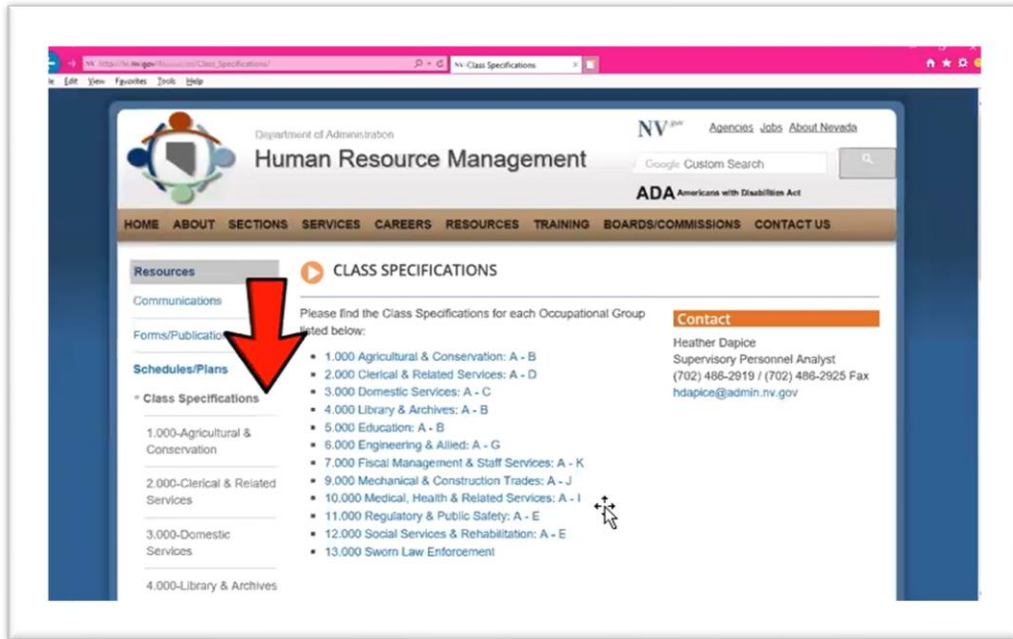 NV-Class Specifications
Edit View Favorites Tools Help
Department of Administration
Human Resource Management
NV.gov
Agencies Jobs About Nevada
Google Custom Search
ADA Americans with Disabilities Act
HOME ABOUT SECTIONS SERVICES CAREERS RESOURCES TRAINING BOARDS/COMMISSIONS CONTACT US
Resources
Communications
Schedules/Plans
Class Specifications
1.000-Agricultural &
Conservation
2.000-Clerical & Related
Services
3.000-Domestic
Services
4.000-Library & Archives
CLASS SPECIFICATIONS
Please find the Class Specifications for each Occupational Group
listed below:
1.000 Agricultural & Conservation: A - B
2.000 Clerical & Related Services: A - D
3.000 Domestic Services: A - C
4.000 Library & Archives: A - B
5.000 Education: A - B
6.000 Engineering & Allied: A - G
7.000 Fiscal Management & Staff Services: A - K
9.000 Mechanical & Construction Trades: A - J
10.000 Medical, Health & Related Services: A - I
11.000 Regulatory & Public Safety: A - E
12.000 Social Services & Rehabilitation: A - E
13.000 Sworn Law Enforcement
Contact
Heather Dapice
Supervisory Personnel Analyst
(702) 486-2919 / (702) 486-2925 Fax
hdapice@admin.nv.gov